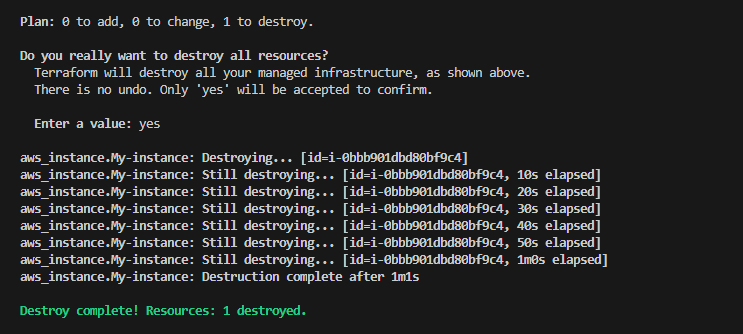 Plan: 0 to add, 0 to change, 1 to destroy.
Do you really want to destroy all resources?
Terraform will destroy all your managed infrastructure, as shown above.
There is no undo. Only 'yes' will be accepted to confirm.
Enter a value: yes
aws_instance.My-instance: Destroying... [id=i-0bbb901dbd80bf9c4]
aws_instance.My-instance: Still destroying... [id=i-0bbb901dbd80bf9c4, 10s elapsed]
aws_instance.My-instance: Still destroying... [id=i-0bbb901dbd80bf9c4, 20s elapsed]
aws_instance.My-instance: Still destroying... [id=i-0bbb901dbd80bf9c4, 30s elapsed]
aws_instance.My-instance: Still destroying... [id=i-0bbb901dbd80bf9c4, 40s elapsed]
aws_instance.My-instance: Still destroying... [id=i-0bbb901dbd80bf9c4, 50s elapsed]
aws_instance.My-instance: Still destroying... [id=i-0bbb901dbd80bf9c4, 1m0s elapsed]
aws_instance.My-instance: Destruction complete after 1m1s
Destroy complete! Resources: 1 destroyed.